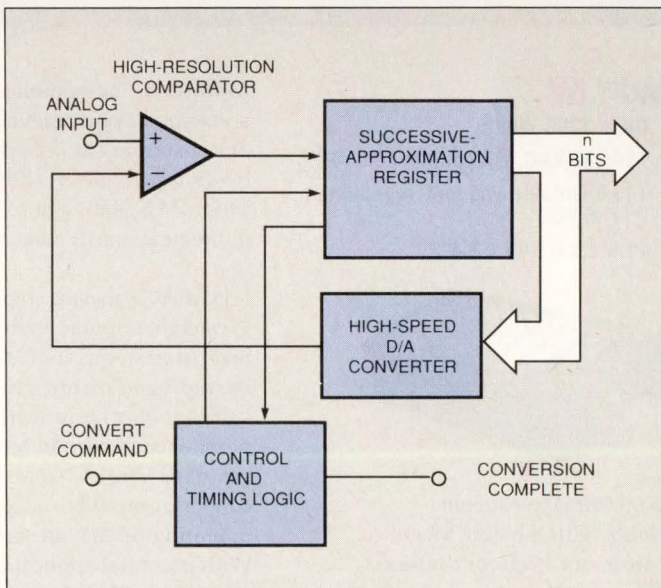 HIGH-RESOLUTION
COMPARATOR
ANALOG
INPUT
+
−
SUCCESSIVE-
APPROXIMATION
REGISTER
n
BITS
HIGH-SPEED
D/A
CONVERTER
CONVERT
COMMAND
CONTROL
AND
TIMING LOGIC
CONVERSION
COMPLETE